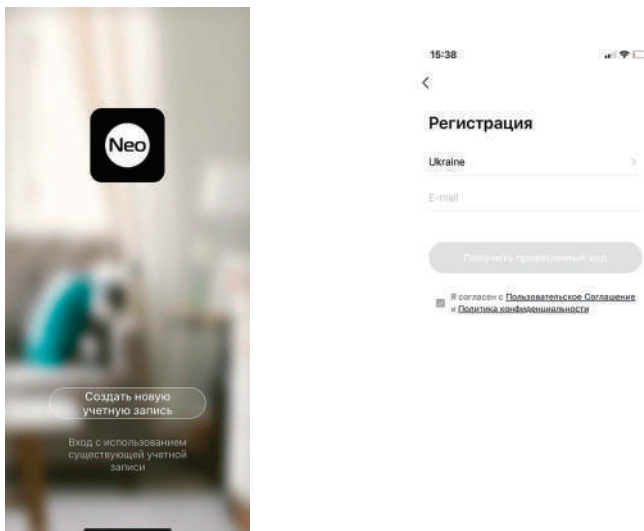 Neo
Создать новую
учетную запись
Вход с использованием
существующей учетной
записи
15:38
Регистрация
Ukraine
E-mail
Получить проверочный код
Я согласен с Пользовательское Соглашение
и Политика конфиденциальности